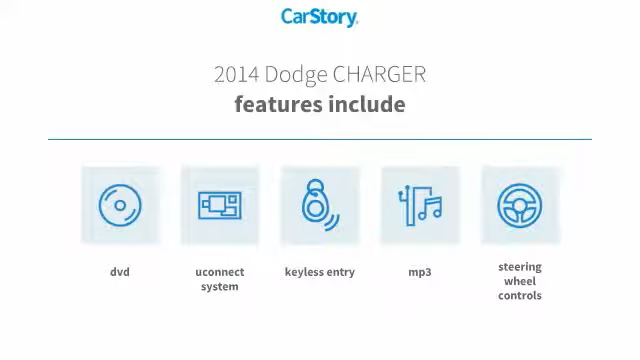 CarStory.
2014 Dodge CHARGER
features include
dvd
uconnect
system
keyless entry
mp3
steering
wheel
controls